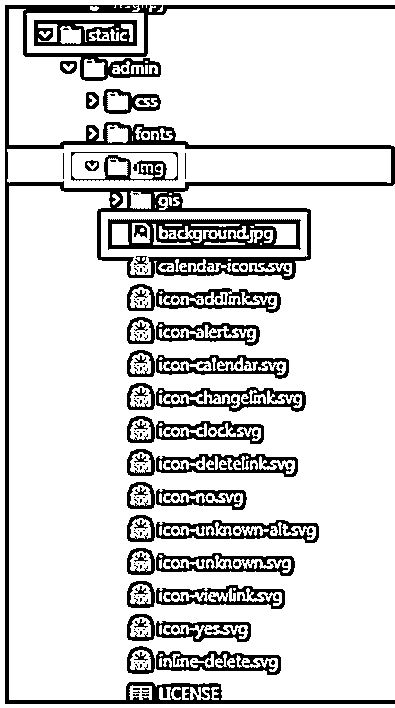 static
admin
css
fonts
img
gis
background.jpg
calendar-icons.svg
icon-addlink.svg
icon-alert.svg
icon-calendar.svg
icon-changelink.svg
icon-clock.svg
icon-deletelink.svg
icon-no.svg
icon-unknown-alt.svg
icon-unknown.svg
icon-viewlink.svg
icon-yes.svg
inline-delete.svg
LICENSE